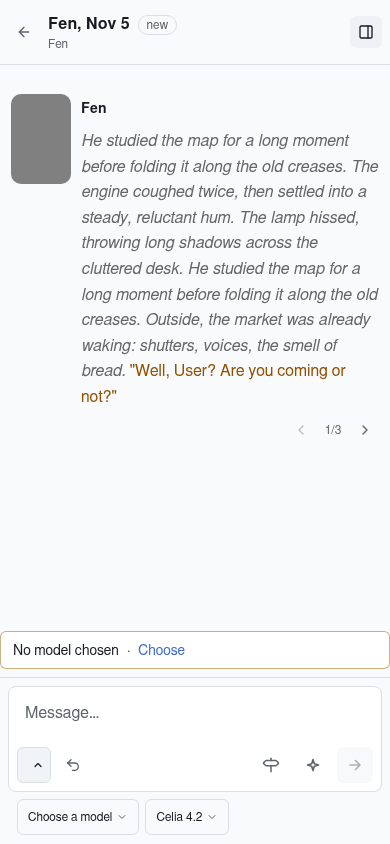 Fen, Nov 5 new
Fen
Fen
He studied the map for a long moment
before folding it along the old creases. The
engine coughed twice, then settled into a
steady, reluctant hum. The lamp hissed,
throwing long shadows across the
cluttered desk. He studied the map for a
long moment before folding it along the old
creases. Outside, the market was already
waking: shutters, voices, the smell of
bread. "Well, User? Are you coming or
not?"
1/3
No model chosen · Choose
Message...
Choose a model Celia 4.2